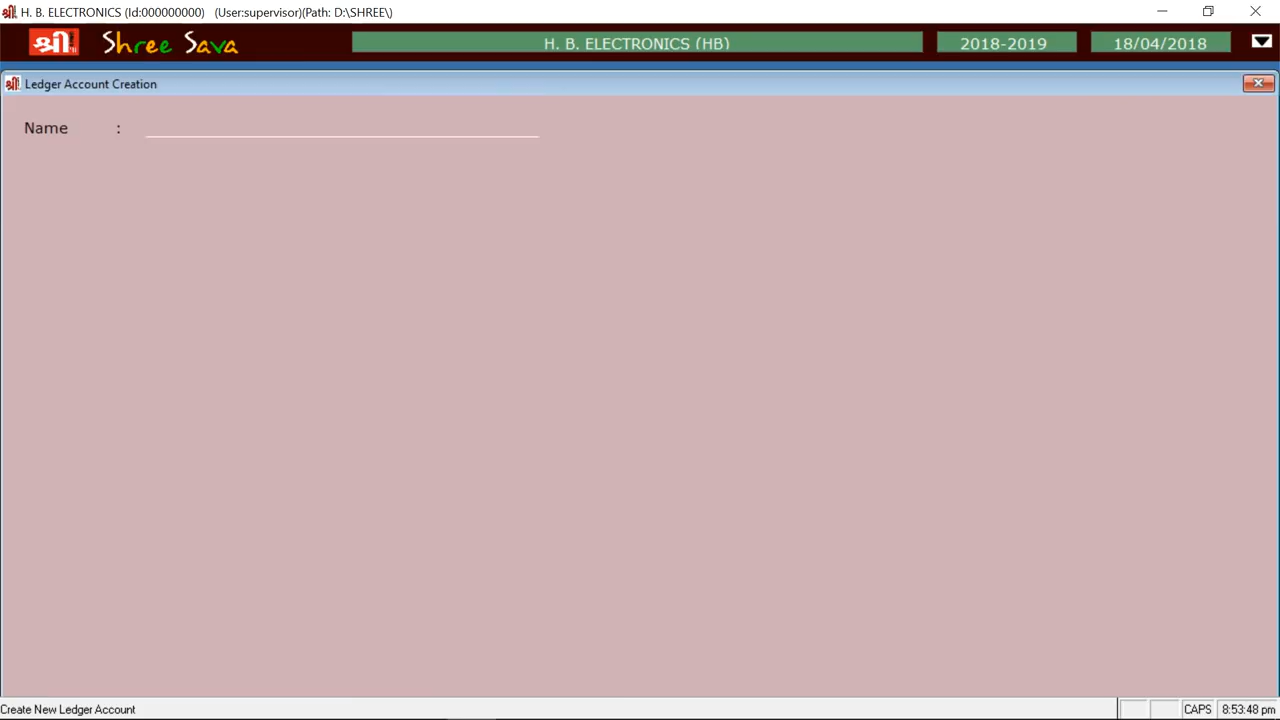 श्री H. B. ELECTRONICS (Id:000000000) (User:supervisor)(Path: D:\SHREE\)
श्री Shree Sava H. B. ELECTRONICS (HB) 2018-2019 18/04/2018
श्री Ledger Account Creation
Name :
Create New Ledger Account CAPS 8:53:48 pm